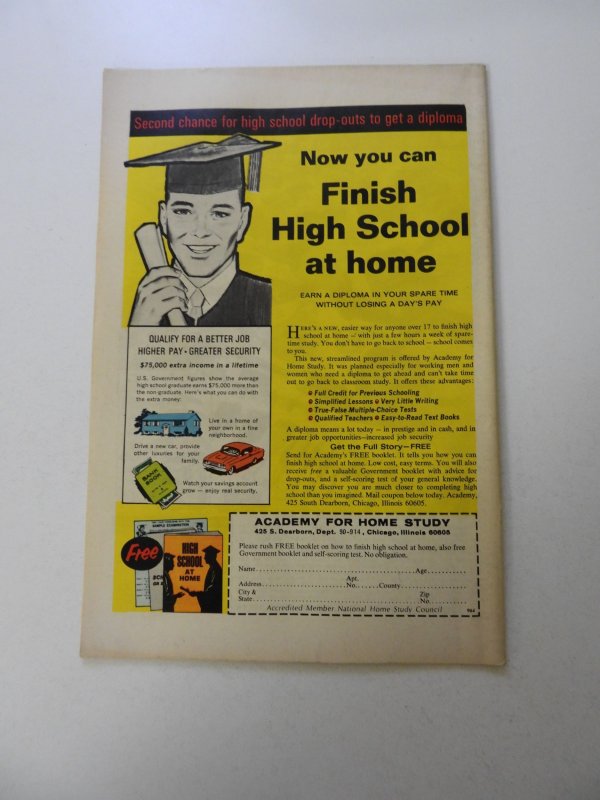 Second chance for high school drop-outs to get a diploma
Now you can
Finish
High School
at home
EARN A DIPLOMA IN YOUR SPARE TIME
WITHOUT LOSING A DAY'S PAY
QUALIFY FOR A BETTER JOB
HIGHER PAY • GREATER SECURITY
$75,000 extra income in a lifetime
U.S. Government figures show the average
high school graduate earns $75,000 more than
the non-graduate. Here's what you can do with
the extra money:
Live in a home of
your own in a fine
neighborhood.
Drive a new car, provide
other luxuries for your
family.
BANK
BOOK
Watch your savings account
grow — enjoy real security.
HERE'S A NEW, easier way for anyone over 17 to finish high
school at home — with just a few hours a week of spare-
time study. You don't have to go back to school — school comes
to you.
This new, streamlined program is offered by Academy for
Home Study. It was planned especially for working men and
women who need a diploma to get ahead and can't take time
out to go back to classroom study. It offers these advantages:
• Full Credit for Previous Schooling
• Simplified Lessons • Very Little Writing
• True-False Multiple-Choice Tests
• Qualified Teachers • Easy-to-Read Text Books
A diploma means a lot today — in prestige and in cash, and in
greater job opportunities—increased job security
Get the Full Story—FREE
Send for Academy's FREE booklet. It tells you how you can
finish high school at home. Low cost, easy terms. You will also
receive free a valuable Government booklet with advice for
drop-outs, and a self-scoring test of your general knowledge.
You may discover you are much closer to completing high
school than you imagined. Mail coupon below today. Academy,
425 South Dearborn, Chicago, Illinois 60605.
Free
SAMPLE EXAMINATION
HIGH
SCHOOL
AT
HOME
ACADEMY FOR HOME STUDY
425 S. Dearborn, Dept. 90-914, Chicago, Illinois 60605
Please rush FREE booklet on how to finish high school at home, also free
Government booklet and self-scoring test. No obligation.
Name Age
Apt.
Address No. County
City & Zip
State No.
Accredited Member National Home Study Council 964